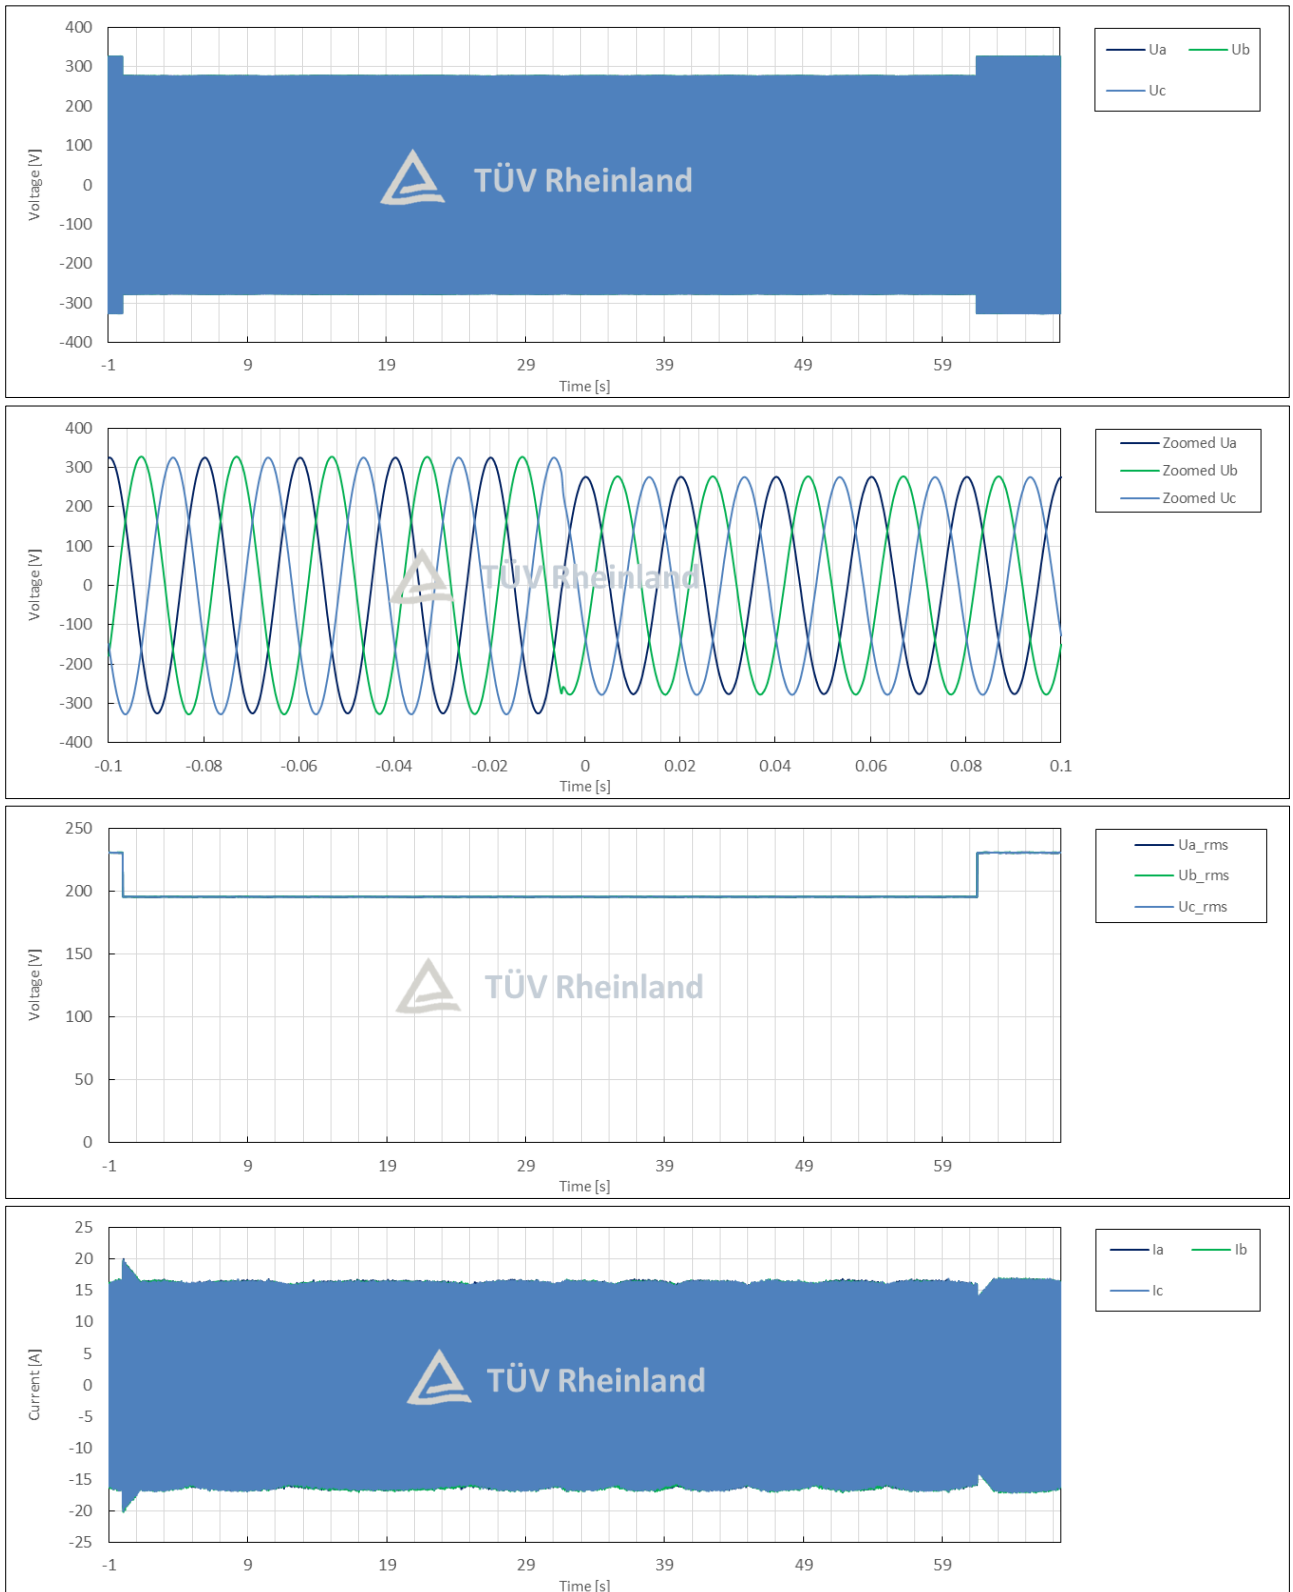 400
300
200
100
0
-100
-200
-300
-400
Voltage [V]
-1 9 19 29 39 49 59
Time [s]
Ua Ub
Uc
TÜV Rheinland
400
300
200
100
0
-100
-200
-300
-400
Voltage [V]
-0.1 -0.08 -0.06 -0.04 -0.02 0 0.02 0.04 0.06 0.08 0.1
Time [s]
Zoomed Ua
Zoomed Ub
Zoomed Uc
TÜV Rheinland
250
200
150
100
50
0
Voltage [V]
-1 9 19 29 39 49 59
Time [s]
Ua_rms
Ub_rms
Uc_rms
TÜV Rheinland
25
20
15
10
5
0
-5
-10
-15
-20
-25
Current [A]
-1 9 19 29 39 49 59
Time [s]
Ia Ib
Ic
TÜV Rheinland